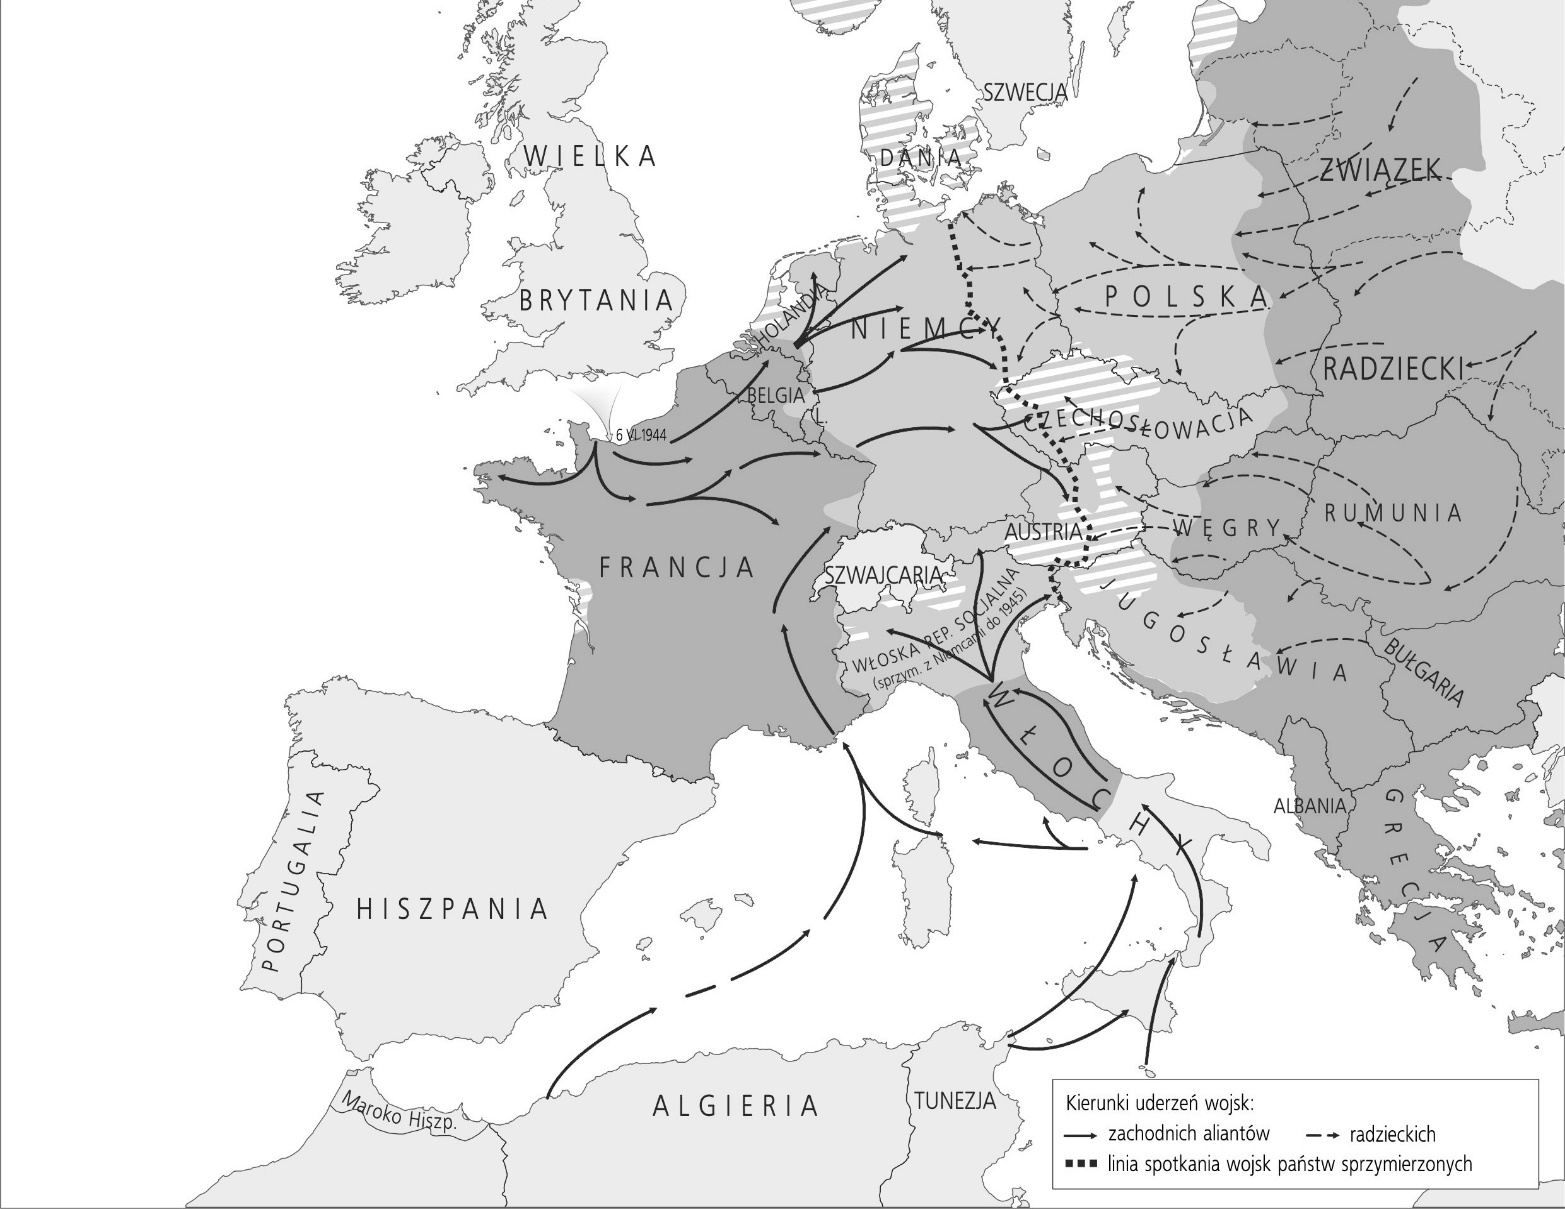 SZWECJA
WIELKA
DANIA
ZWIĄZEK
BRYTANIA
HOLANDIA
NIEMCY
POLSKA
RADZIECKI
BELGIA
L.
6 VI 1944
CZECHOSŁOWACJA
FRANCJA
AUSTRIA
WĘGRY
RUMUNIA
SZWAJCARIA
WŁOSKA REP. SOCJALNA
(sprzym. z Niemcami do 1945)
JUGOSŁAWIA
BUŁGARIA
WŁOCHY
ALBANIA
GRECJA
PORTUGALIA
HISZPANIA
Maroko Hiszp.
ALGIERIA
TUNEZJA
Kierunki uderzeń wojsk:
zachodnich aliantów
radzieckich
linia spotkania wojsk państw sprzymierzonych